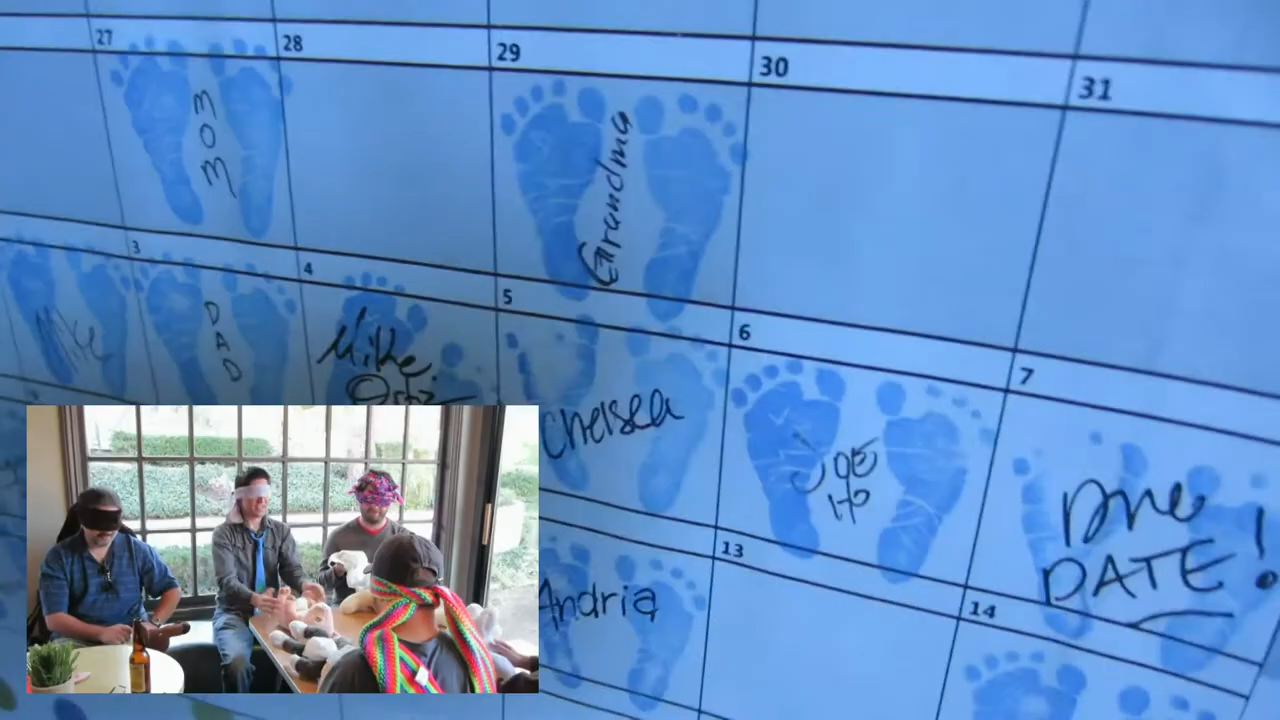 27 28 29 30 31
MOM
Grandma
3 4 5 6 7
Mike
DAD
Mike
Chelsea
JOE
Due
DATE!
13 14
Andria